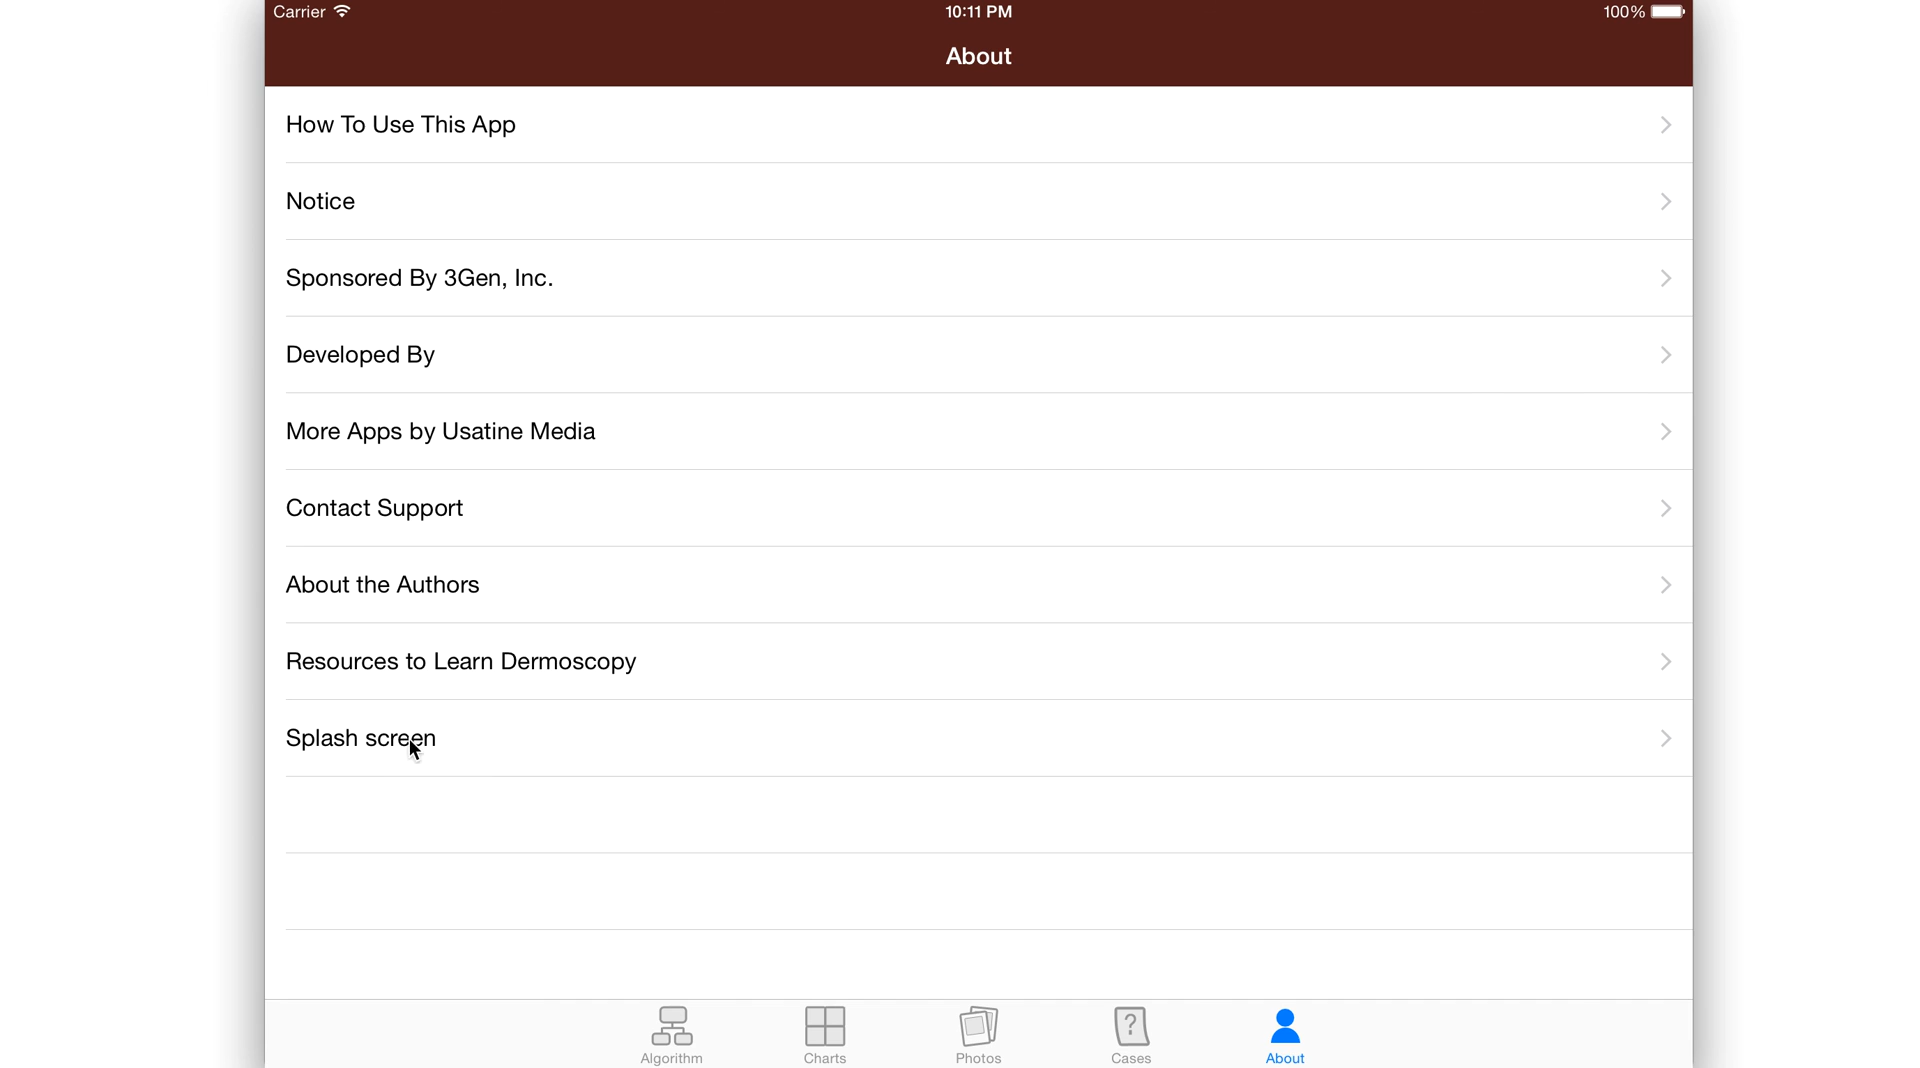 Carrier
10:11 PM
100%
About
How To Use This App
Notice
Sponsored By 3Gen, Inc.
Developed By
More Apps by Usatine Media
Contact Support
About the Authors
Resources to Learn Dermoscopy
Splash screen
?
Algorithm
Charts
Photos
Cases
About